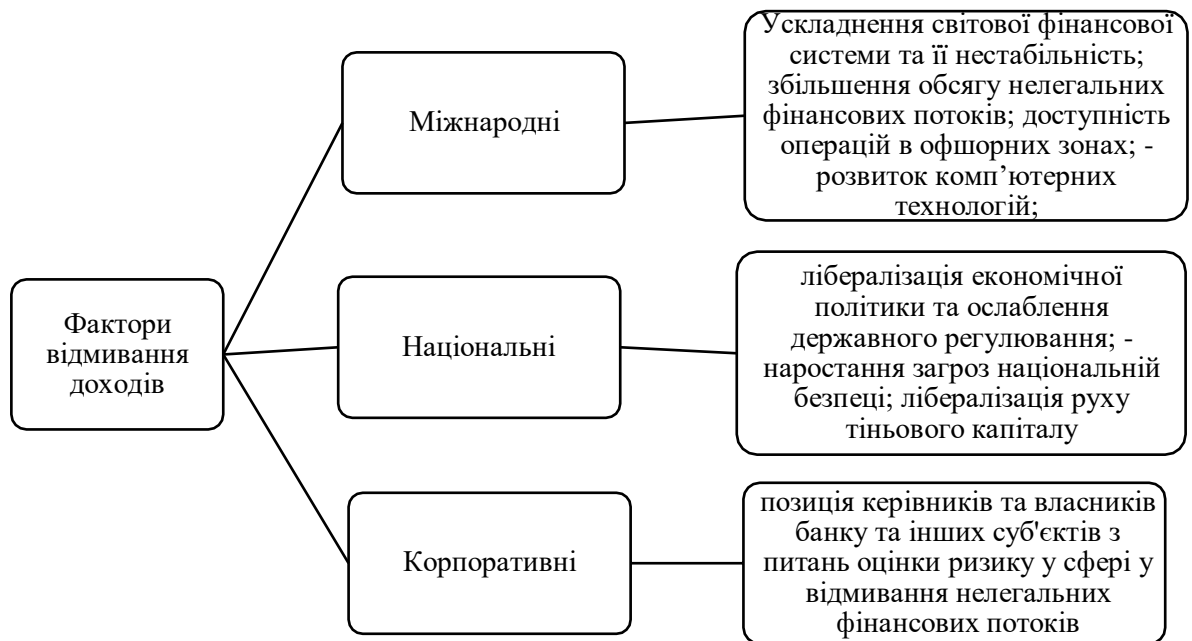 Фактори
відмивання
доходів
Міжнародні
Ускладнення світової фінансової
системи та її нестабільність;
збільшення обсягу нелегальних
фінансових потоків; доступність
операцій в офшорних зонах; -
розвиток комп’ютерних
технологій;
Національні
лібералізація економічної
політики та ослаблення
державного регулювання; -
наростання загроз національній
безпеці; лібералізація руху
тіньового капіталу
Корпоративні
позиція керівників та власників
банку та інших суб'єктів з
питань оцінки ризику у сфері у
відмивання нелегальних
фінансових потоків